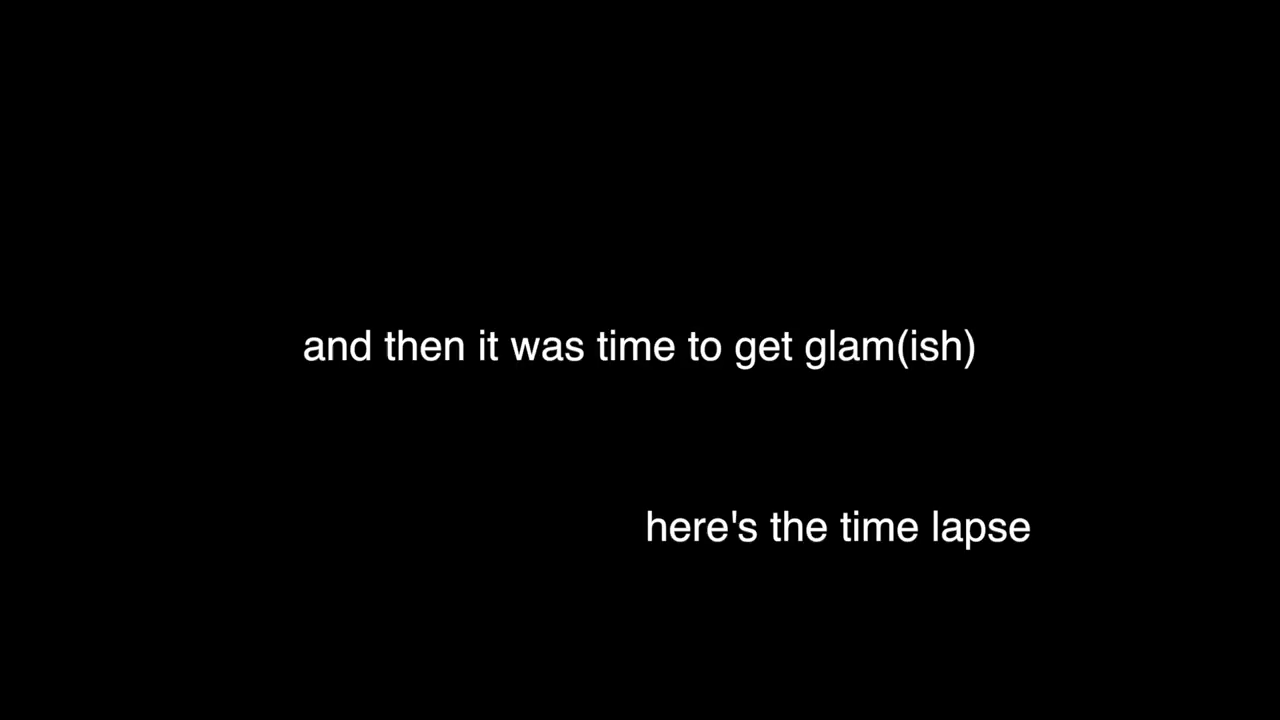 and then it was time to get glam(ish)
here's the time lapse